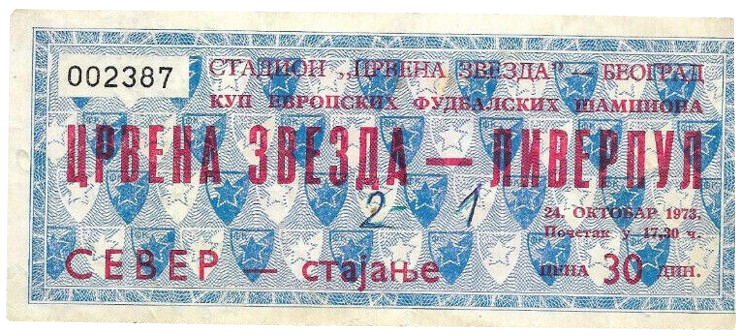 002387
СТАДИОН „ЦРВЕНА ЗВЕЗДА" — БЕОГРАД
КУП ЕВРОПСКИХ ФУДБАЛСКИХ ШАМПИОНА
ЦРВЕНА ЗВЕЗДА — ЛИВЕРПУЛ
2-1
24. ОКТОБАР 1973.
Почетак у 17,30 ч.
СЕВЕР — стајање
ЦЕНА 30 ДИН.